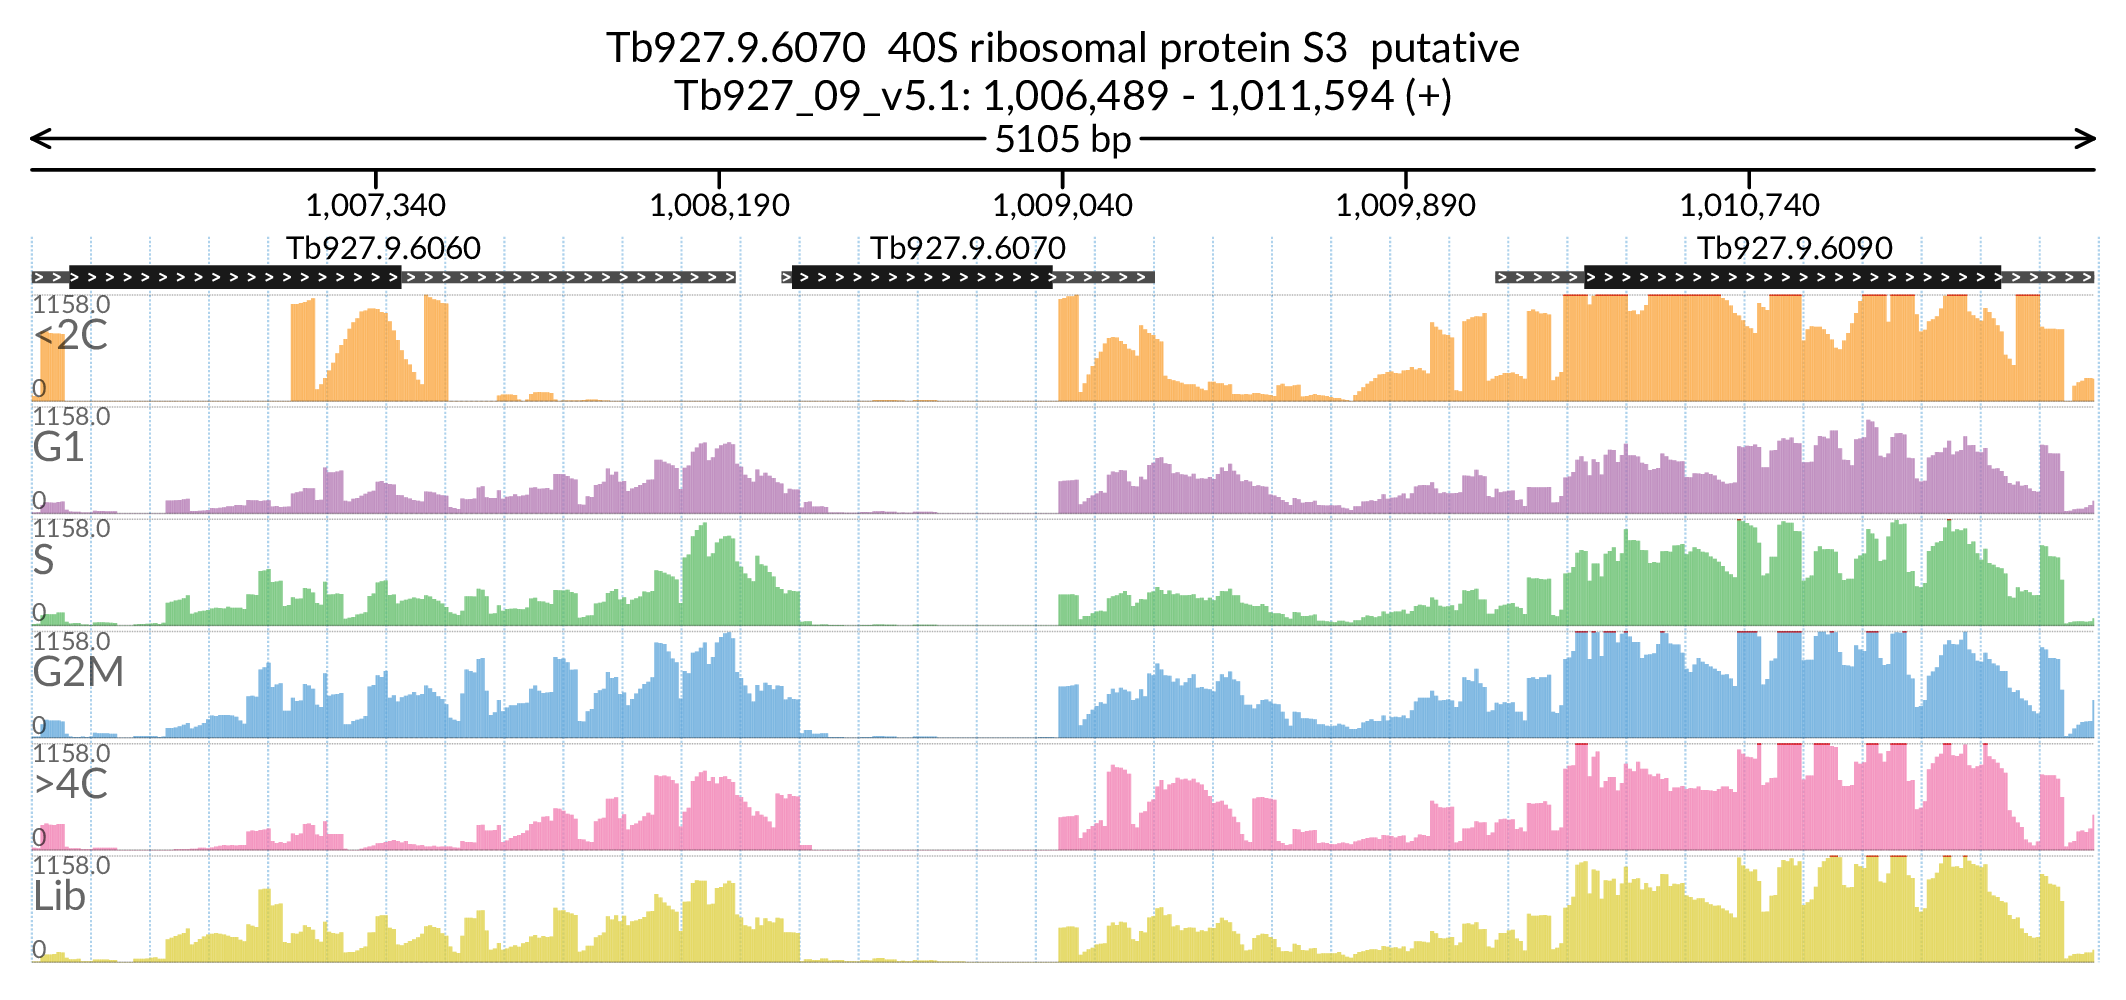 Tb927.9.6070  40S ribosomal protein S3  putative
Tb927_09_v5.1: 1,006,489 - 1,011,594 (+)
5105 bp
1,007,340 1,008,190 1,009,040 1,009,890 1,010,740
Tb927.9.6060 Tb927.9.6070 Tb927.9.6090
1158.0
<2C
0
1158.0
G1
0
1158.0
S
0
1158.0
G2M
0
1158.0
>4C
0
1158.0
Lib
0